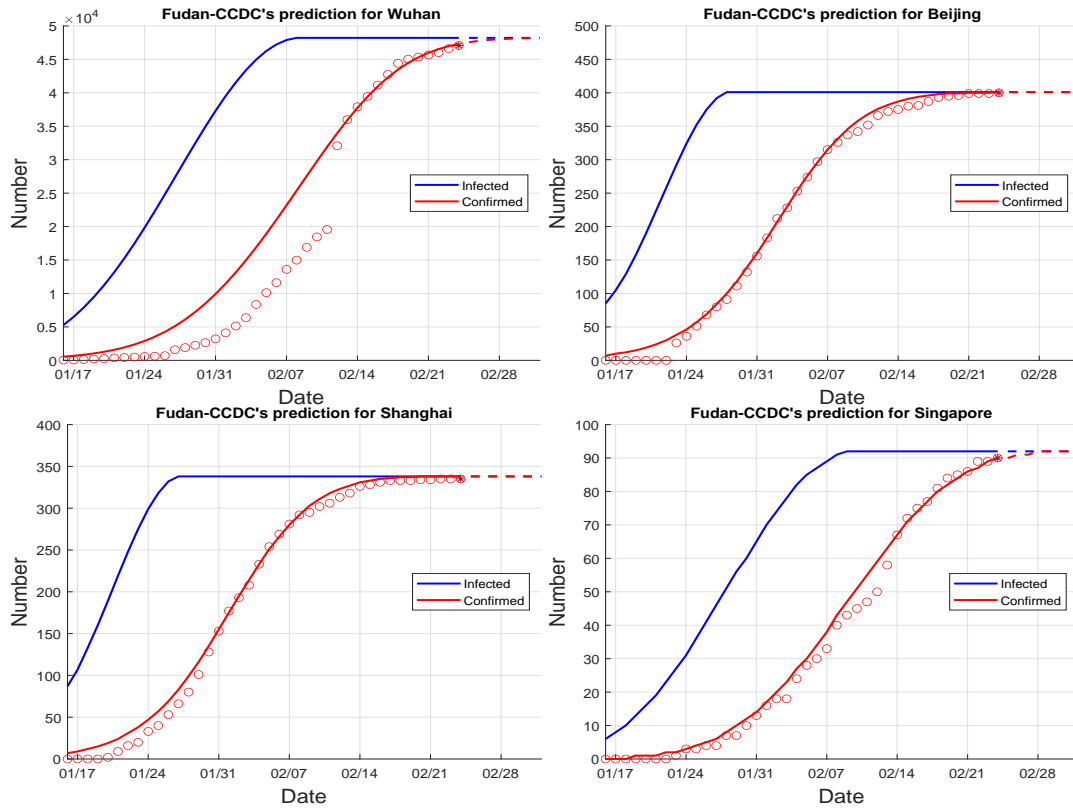 Fudan-CCDC's prediction for Wuhan
5 × 10⁴
4.5
4
3.5
3
2.5
2
1.5
1
0.5
0
Number
Infected
Confirmed
01/17 01/24 01/31 02/07 02/14 02/21 02/28
Date
Fudan-CCDC's prediction for Beijing
500
450
400
350
300
250
200
150
100
50
0
Number
Infected
Confirmed
01/17 01/24 01/31 02/07 02/14 02/21 02/28
Date
Fudan-CCDC's prediction for Shanghai
400
350
300
250
200
150
100
50
0
Number
Infected
Confirmed
01/17 01/24 01/31 02/07 02/14 02/21 02/28
Date
Fudan-CCDC's prediction for Singapore
100
90
80
70
60
50
40
30
20
10
0
Number
Infected
Confirmed
01/17 01/24 01/31 02/07 02/14 02/21 02/28
Date